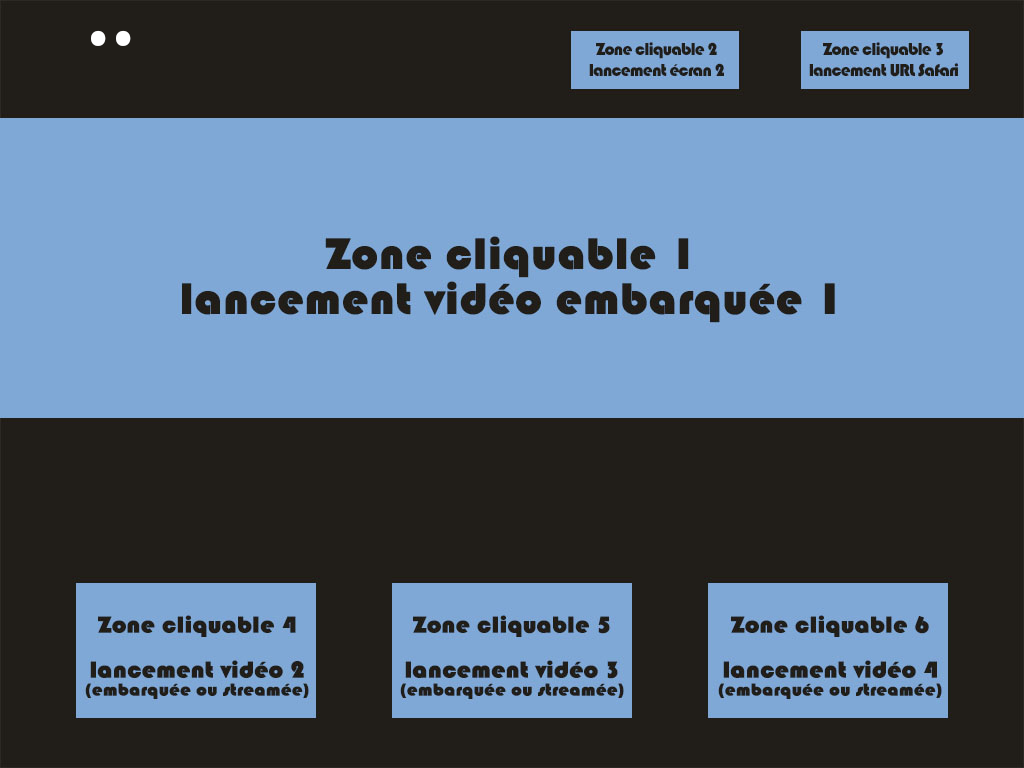 Zone cliquable 2
lancement écran 2
Zone cliquable 3
lancement URL Safari
Zone cliquable 1
lancement vidéo embarquée 1
Zone cliquable 4
lancement vidéo 2
(embarquée ou streamée)
Zone cliquable 5
lancement vidéo 3
(embarquée ou streamée)
Zone cliquable 6
lancement vidéo 4
(embarquée ou streamée)